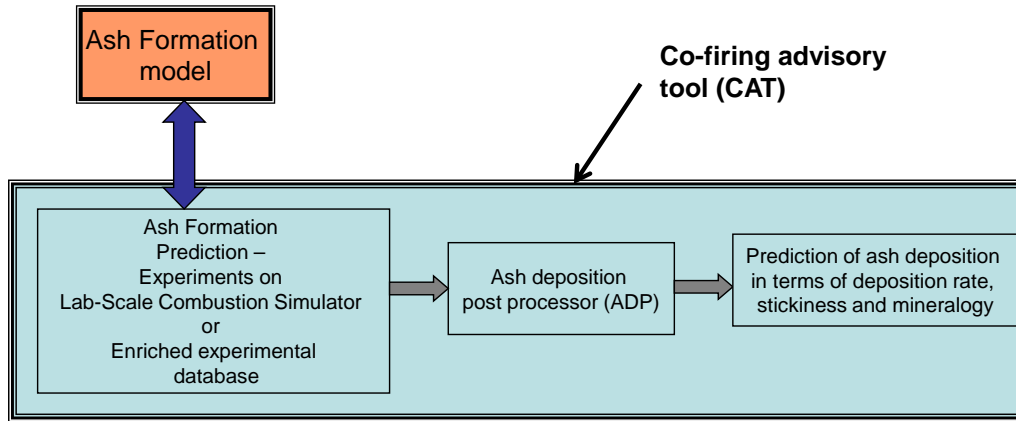 Ash Formation
model
Co-firing advisory
tool (CAT)
Ash Formation
Prediction –
Experiments on
Lab-Scale Combustion Simulator
or
Enriched experimental
database
Ash deposition
post processor (ADP)
Prediction of ash deposition
in terms of deposition rate,
stickiness and mineralogy